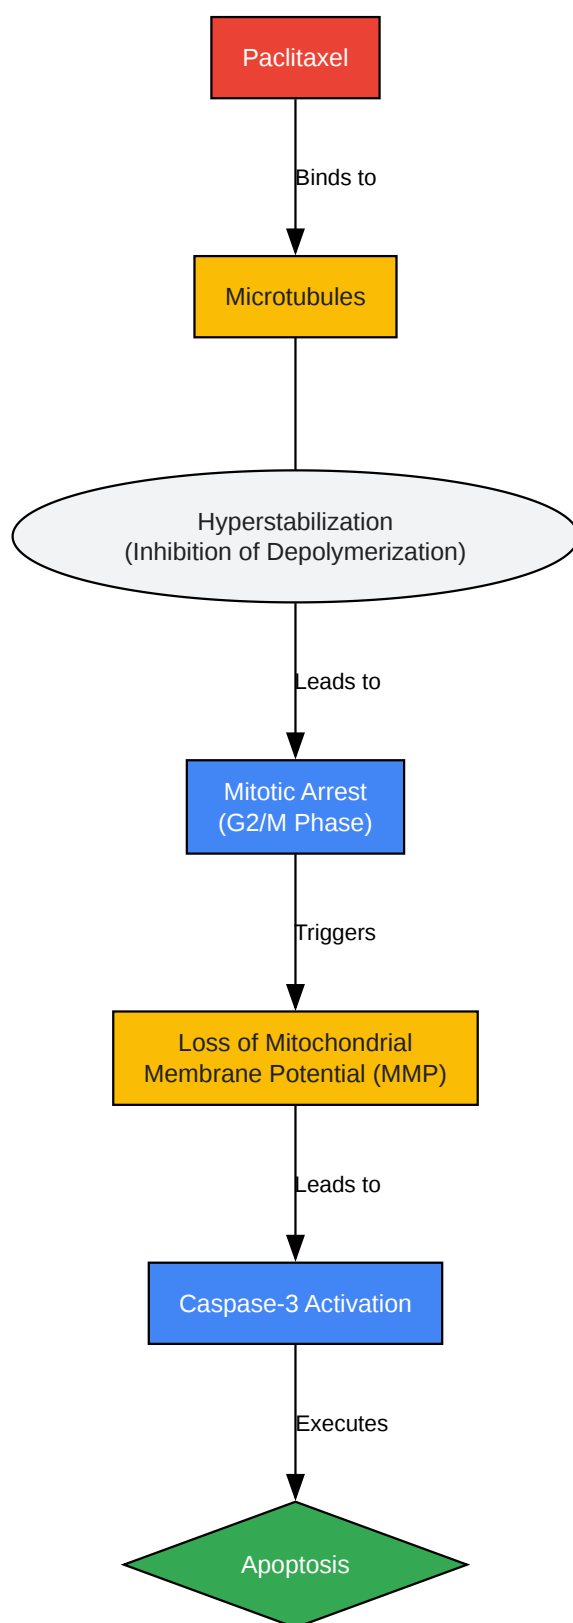 Paclitaxel
Binds to
Microtubules
Hyperstabilization
(Inhibition of Depolymerization)
Leads to
Mitotic Arrest
(G2/M Phase)
Triggers
Loss of Mitochondrial
Membrane Potential (MMP)
Leads to
Caspase-3 Activation
Executes
Apoptosis